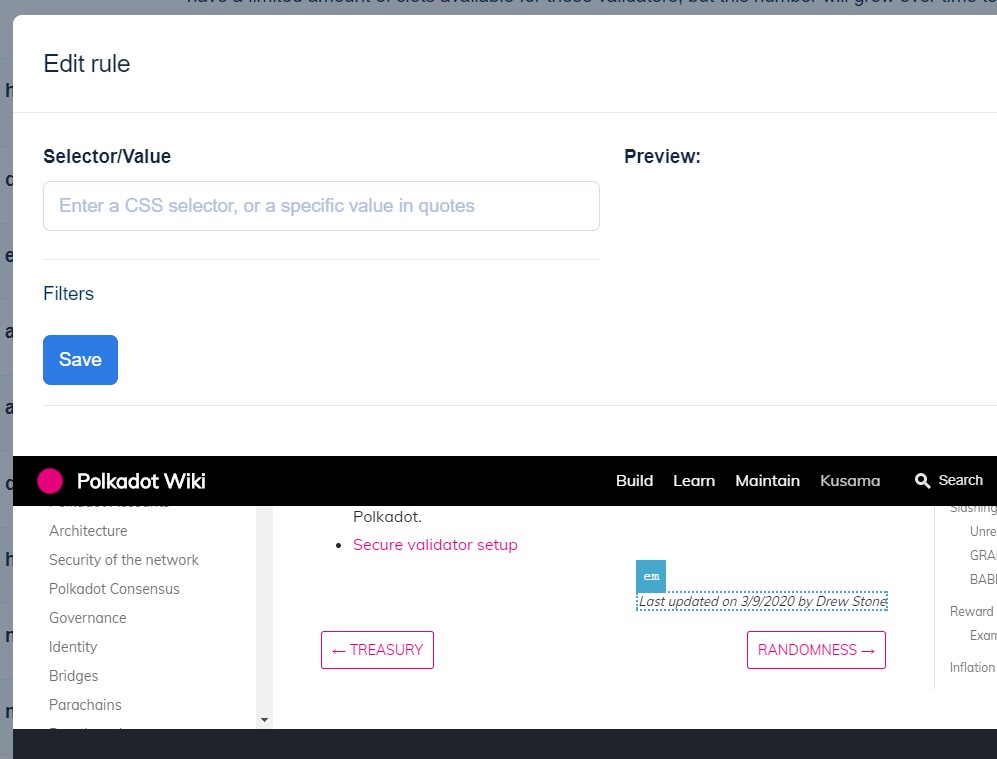 have a limited amount of slots available for these validators, but this number will grow over time to
Edit rule
Selector/Value
Preview:
Enter a CSS selector, or a specific value in quotes
Filters
Save
Polkadot Wiki
Build Learn Maintain Kusama Search
Polkadot Accounts
Architecture
Security of the network
Polkadot Consensus
Governance
Identity
Bridges
Parachains
Polkadot.
Secure validator setup
em
Last updated on 3/9/2020 by Drew Stone
← TREASURY
RANDOMNESS →
Slashing
Unre
GRA
BABE
Reward
Exam
Inflation